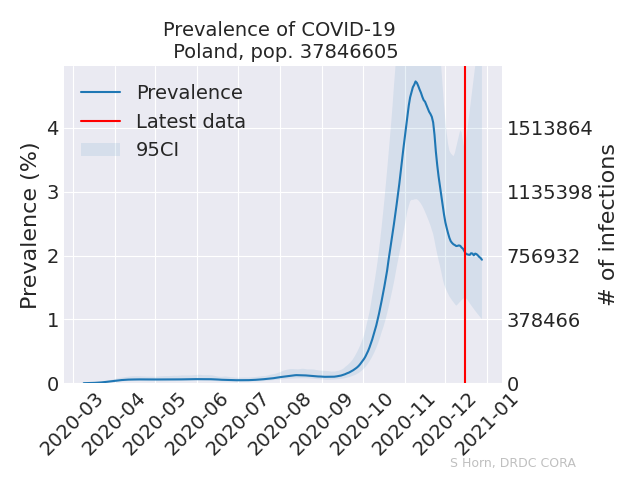 Prevalence of COVID-19
Poland, pop. 37846605
Prevalence
Latest data
95CI
Prevalence (%)
4
3
2
1
0
1513864
1135398
756932
378466
0
# of infections
2020-03
2020-04
2020-05
2020-06
2020-07
2020-08
2020-09
2020-10
2020-11
2020-12
2021-01
S Horn, DRDC CORA